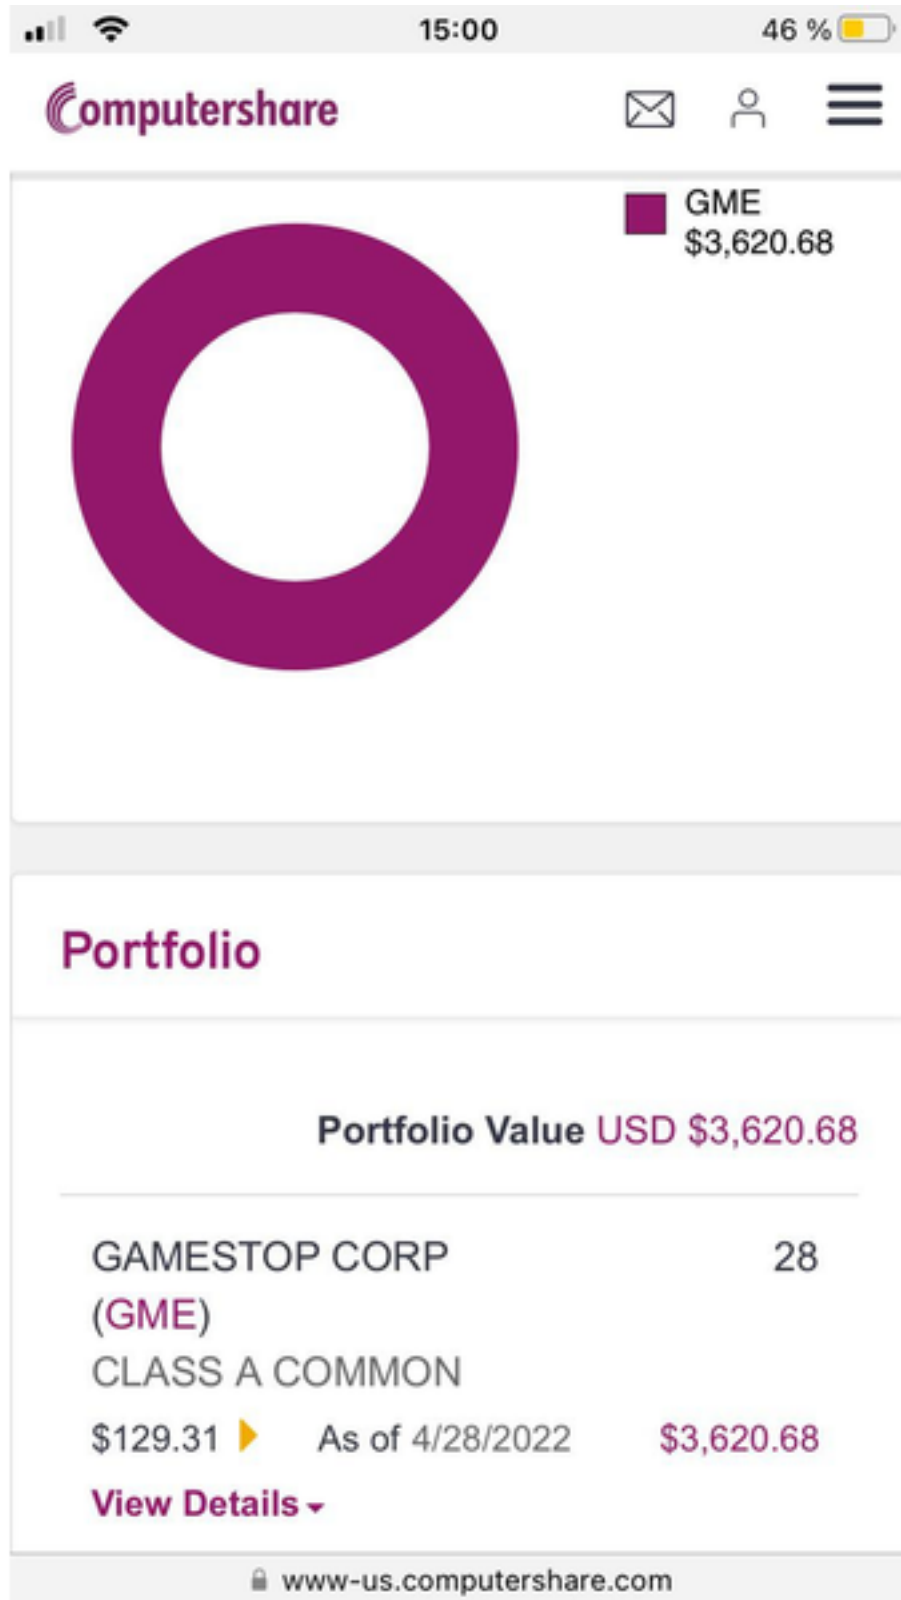 15:00 46 %
Computershare
GME
$3,620.68
Portfolio
Portfolio Value USD $3,620.68
GAMESTOP CORP 28
(GME)
CLASS A COMMON
$129.31 As of 4/28/2022 $3,620.68
View Details
www-us.computershare.com